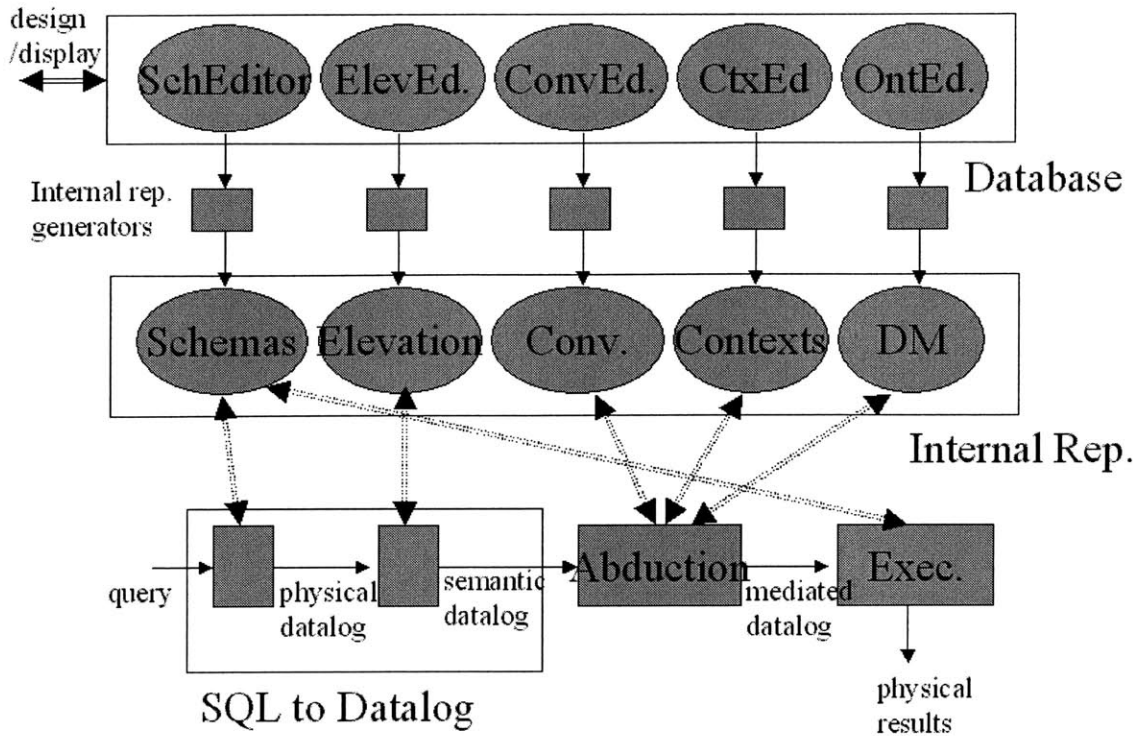 design
/display
SchEditor
ElevEd.
ConvEd.
CtxEd
OntEd.
Internal rep.
generators
Database
Schemas
Elevation
Conv.
Contexts
DM
Internal Rep.
query
physical
datalog
semantic
datalog
Abduction
mediated
datalog
Exec.
SQL to Datalog
physical
results